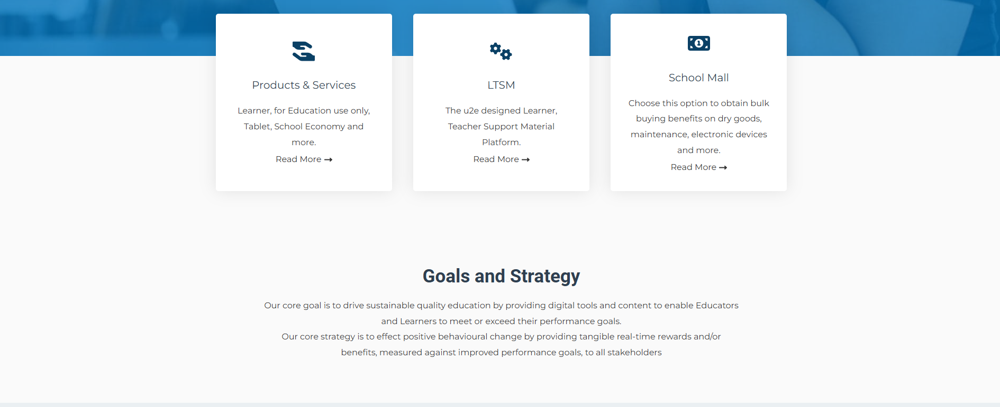 Products & Services
Learner, for Education use only,
Tablet, School Economy and
more.
Read More
LTSM
The u2e designed Learner,
Teacher Support Material
Platform.
Read More
1
School Mall
Choose this option to obtain bulk
buying benefits on dry goods,
maintenance, electronic devices
and more.
Read More
Goals and Strategy
Our core goal is to drive sustainable quality education by providing digital tools and content to enable Educators
and Learners to meet or exceed their performance goals.
Our core strategy is to effect positive behavioural change by providing tangible real-time rewards and/or
benefits, measured against improved performance goals, to all stakeholders